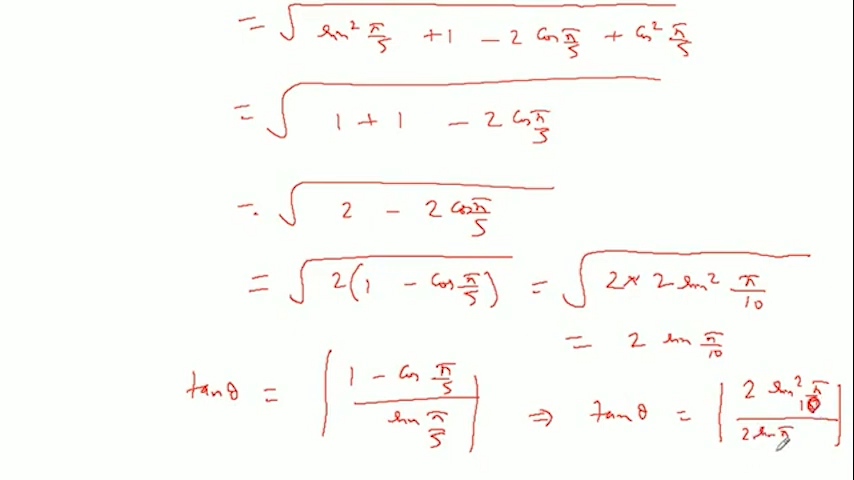 = √(sin² π/5 + 1 - 2 cos π/5 + cos² π/5)
= √(1 + 1 - 2 cos π/5)
= √(2 - 2 cos π/5)
= √(2(1 - cos π/5)) = √(2 × 2 sin² π/10)
= 2 sin π/10
tan θ = |(1 - cos π/5)/(sin π/5)| ⇒ tan θ = |(2 sin² π/10)/(2 sin π